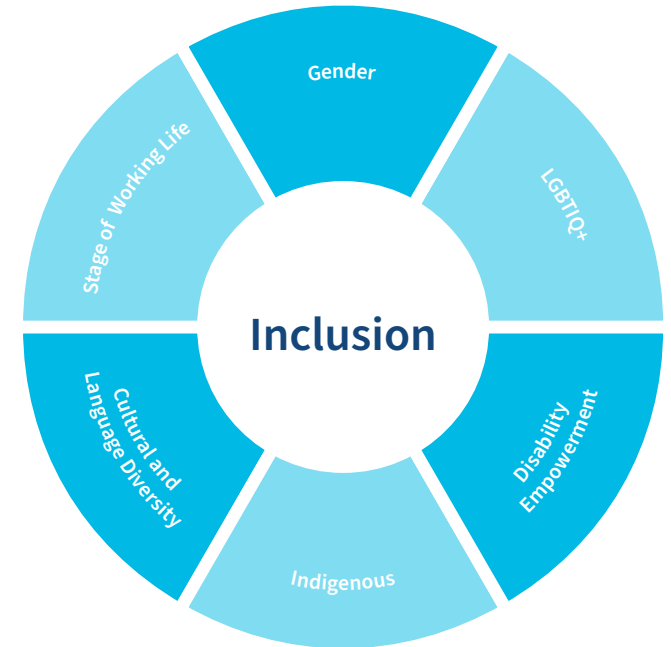 Gender
LGBTIQ+
Disability
Empowerment
Indigenous
Cultural and
Language Diversity
Stage of Working Life
Inclusion